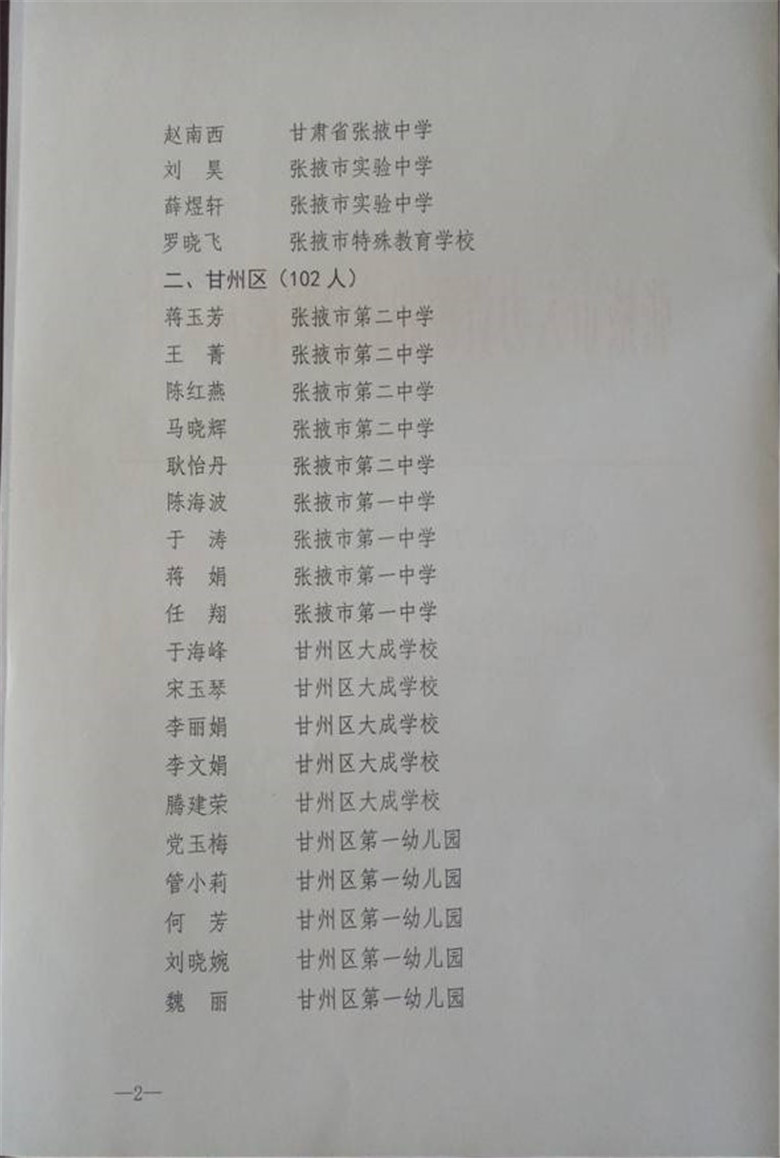 赵南西 甘肃省张掖中学
刘 昊 张掖市实验中学
薛煜轩 张掖市实验中学
罗晓飞 张掖市特殊教育学校
二、甘州区（102 人）
蒋玉芳 张掖市第二中学
王 菁 张掖市第二中学
陈红燕 张掖市第二中学
马晓辉 张掖市第二中学
耿怡丹 张掖市第二中学
陈海波 张掖市第一中学
于 涛 张掖市第一中学
蒋 娟 张掖市第一中学
任 翔 张掖市第一中学
于海峰 甘州区大成学校
宋玉琴 甘州区大成学校
李丽娟 甘州区大成学校
李文娟 甘州区大成学校
腾建荣 甘州区大成学校
党玉梅 甘州区第一幼儿园
管小莉 甘州区第一幼儿园
何 芳 甘州区第一幼儿园
刘晓婉 甘州区第一幼儿园
魏 丽 甘州区第一幼儿园
—2—